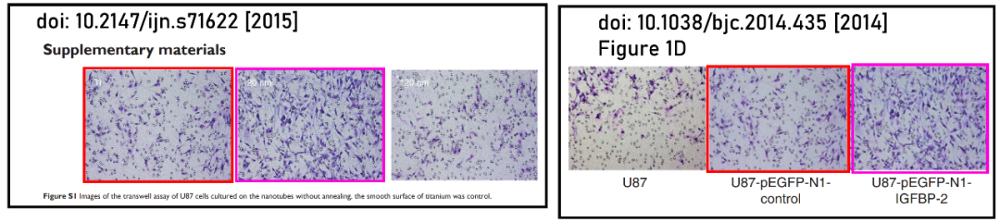 doi: 10.2147/ijn.s71622 [2015]
Supplementary materials
Ti
20 nm
120 nm
Figure S1 Images of the transwell assay of U87 cells cultured on the nanotubes without annealing, the smooth surface of titanium was control.
doi: 10.1038/bjc.2014.435 [2014]
Figure 1D
U87
U87-pEGFP-N1-
control
U87-pEGFP-N1-
IGFBP-2